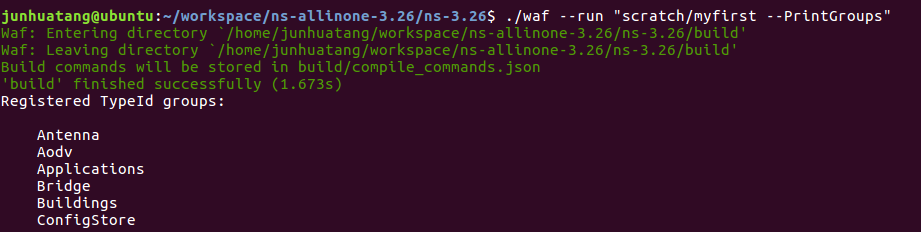 junhuatang@ubuntu:~/workspace/ns-allinone-3.26/ns-3.26$ ./waf --run "scratch/myfirst --PrintGroups"
Waf: Entering directory `/home/junhuatang/workspace/ns-allinone-3.26/ns-3.26/build'
Waf: Leaving directory `/home/junhuatang/workspace/ns-allinone-3.26/ns-3.26/build'
Build commands will be stored in build/compile_commands.json
'build' finished successfully (1.673s)
Registered TypeId groups:
Antenna
Aodv
Applications
Bridge
Buildings
ConfigStore